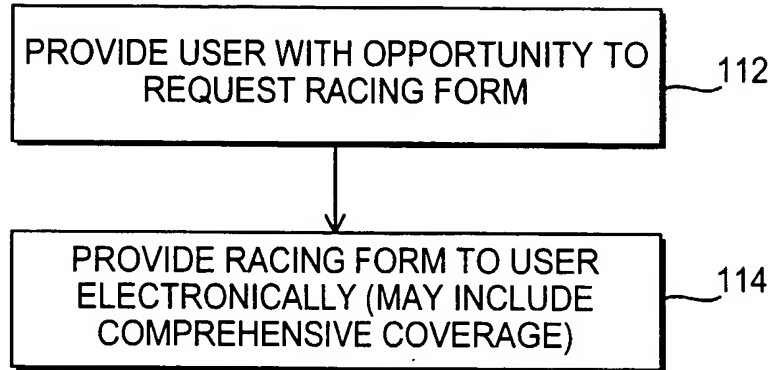 PROVIDE USER WITH OPPORTUNITY TO
REQUEST RACING FORM
112
PROVIDE RACING FORM TO USER
ELECTRONICALLY (MAY INCLUDE
COMPREHENSIVE COVERAGE)
114